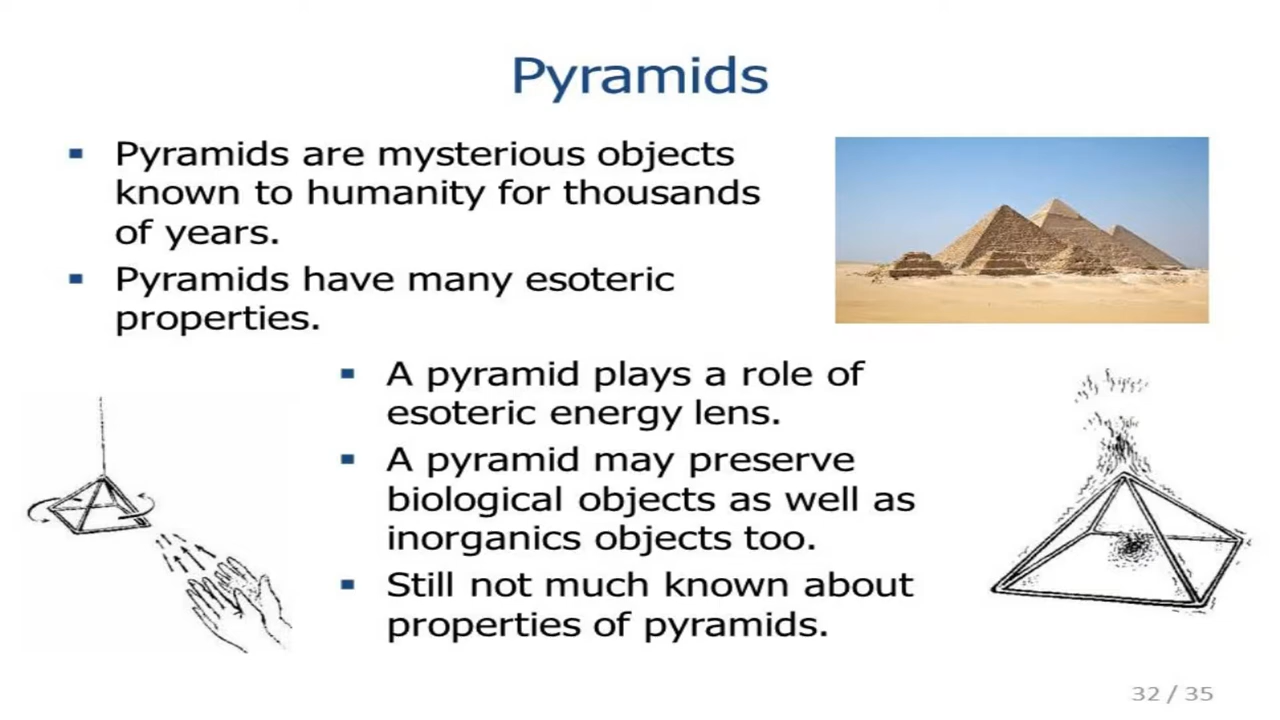 Pyramids
▪ Pyramids are mysterious objects
known to humanity for thousands
of years.
▪ Pyramids have many esoteric
properties.
▪ A pyramid plays a role of
esoteric energy lens.
▪ A pyramid may preserve
biological objects as well as
inorganics objects too.
▪ Still not much known about
properties of pyramids.
32 / 35